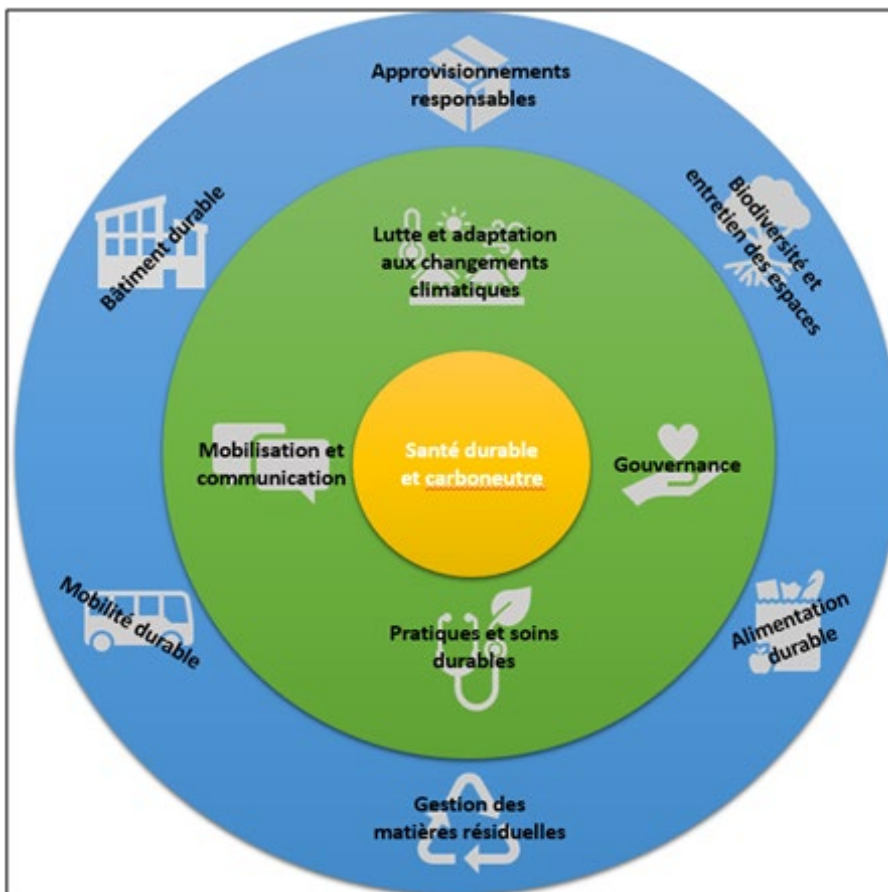 Approvisionnements
responsables
Biodiversité et
entretien des espaces
Bâtiment durable
Lutte et adaptation
aux changements
climatiques
Mobilisation et
communication
Santé durable
et carboneutre
Gouvernance
Mobilité durable
Pratiques et soins
durables
Alimentation
durable
Gestion des
matières résiduelles